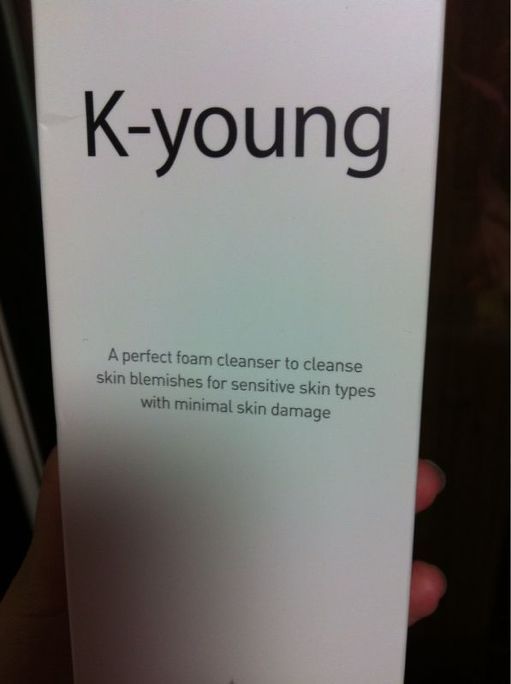 K-young
A perfect foam cleanser to cleanse
skin blemishes for sensitive skin types
with minimal skin damage